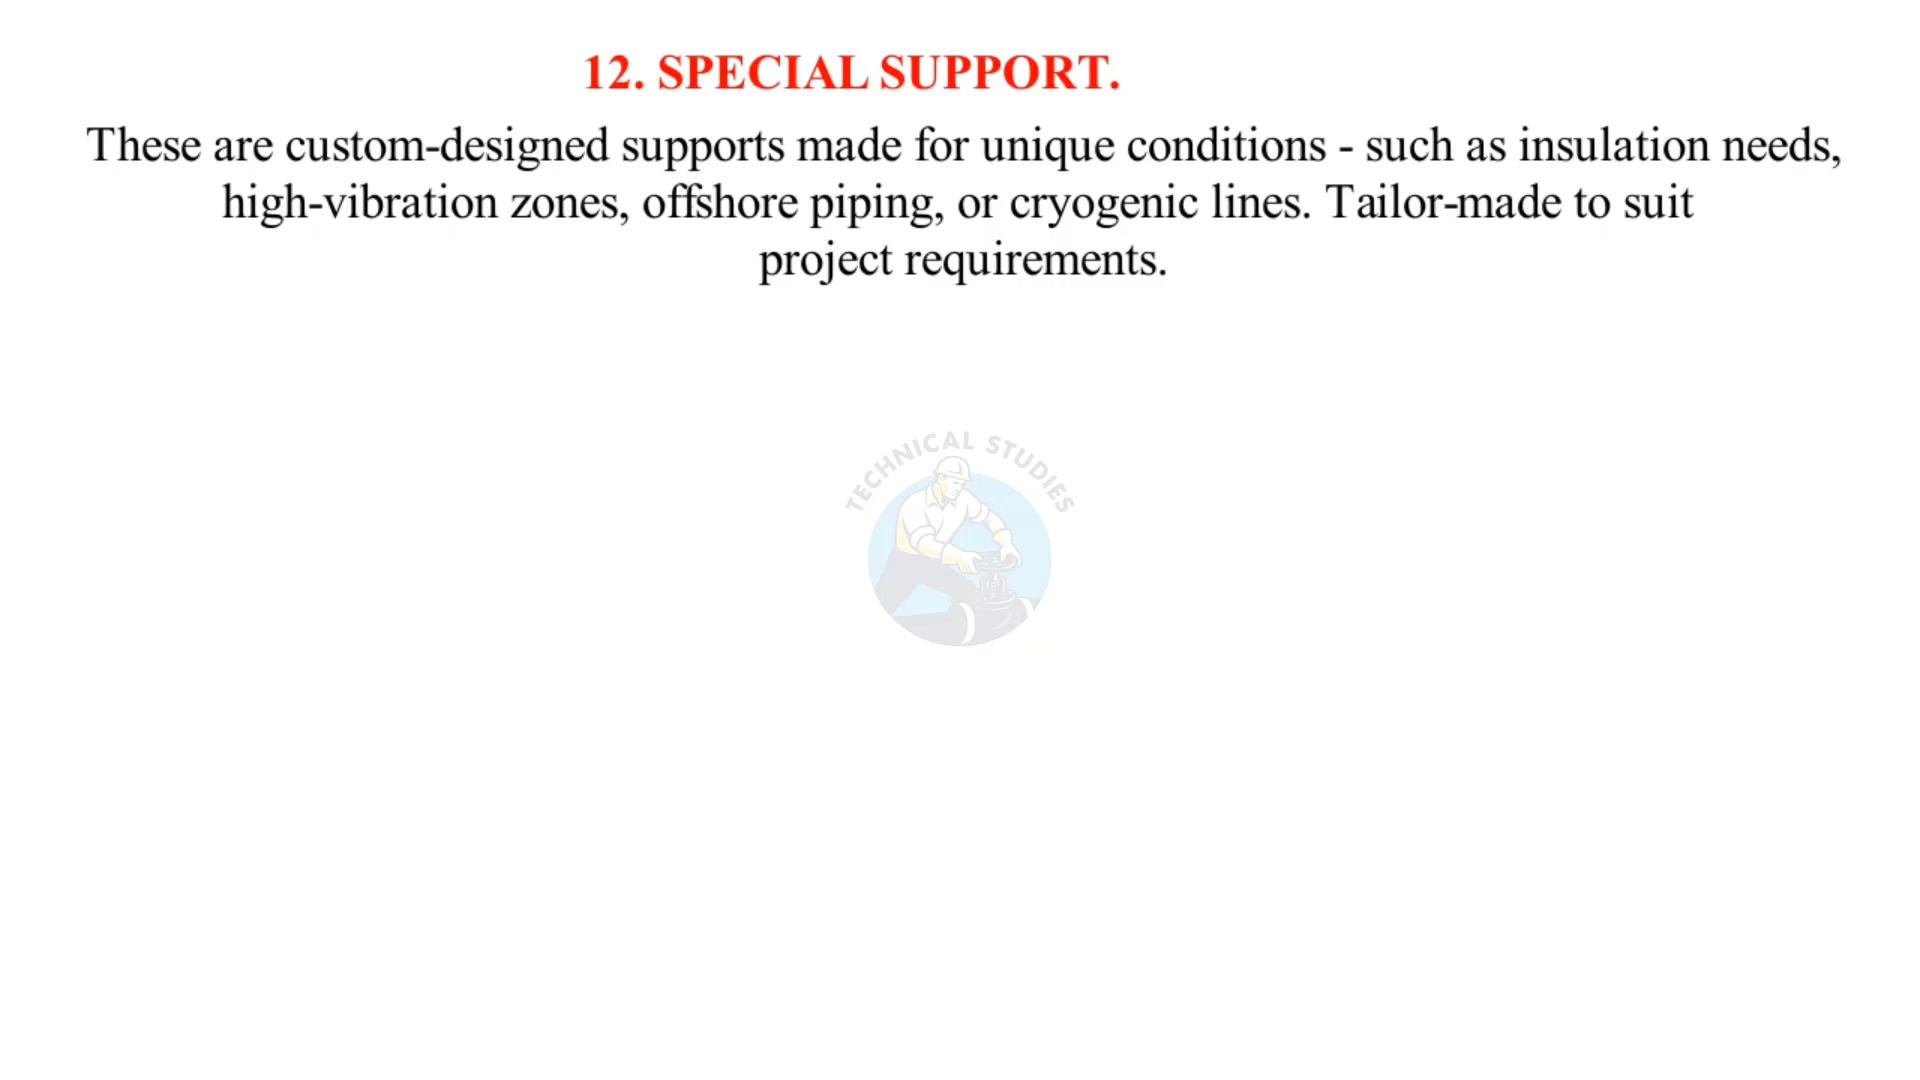 12. SPECIAL SUPPORT.
These are custom-designed supports made for unique conditions - such as insulation needs,
high-vibration zones, offshore piping, or cryogenic lines. Tailor-made to suit
project requirements.
TECHNICAL STUDIES